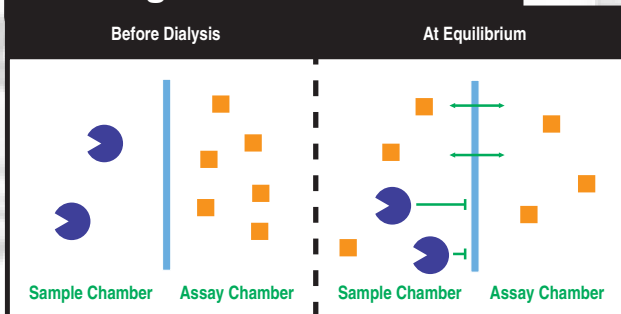 Before Dialysis
At Equilibrium
Sample Chamber
Assay Chamber
Sample Chamber
Assay Chamber